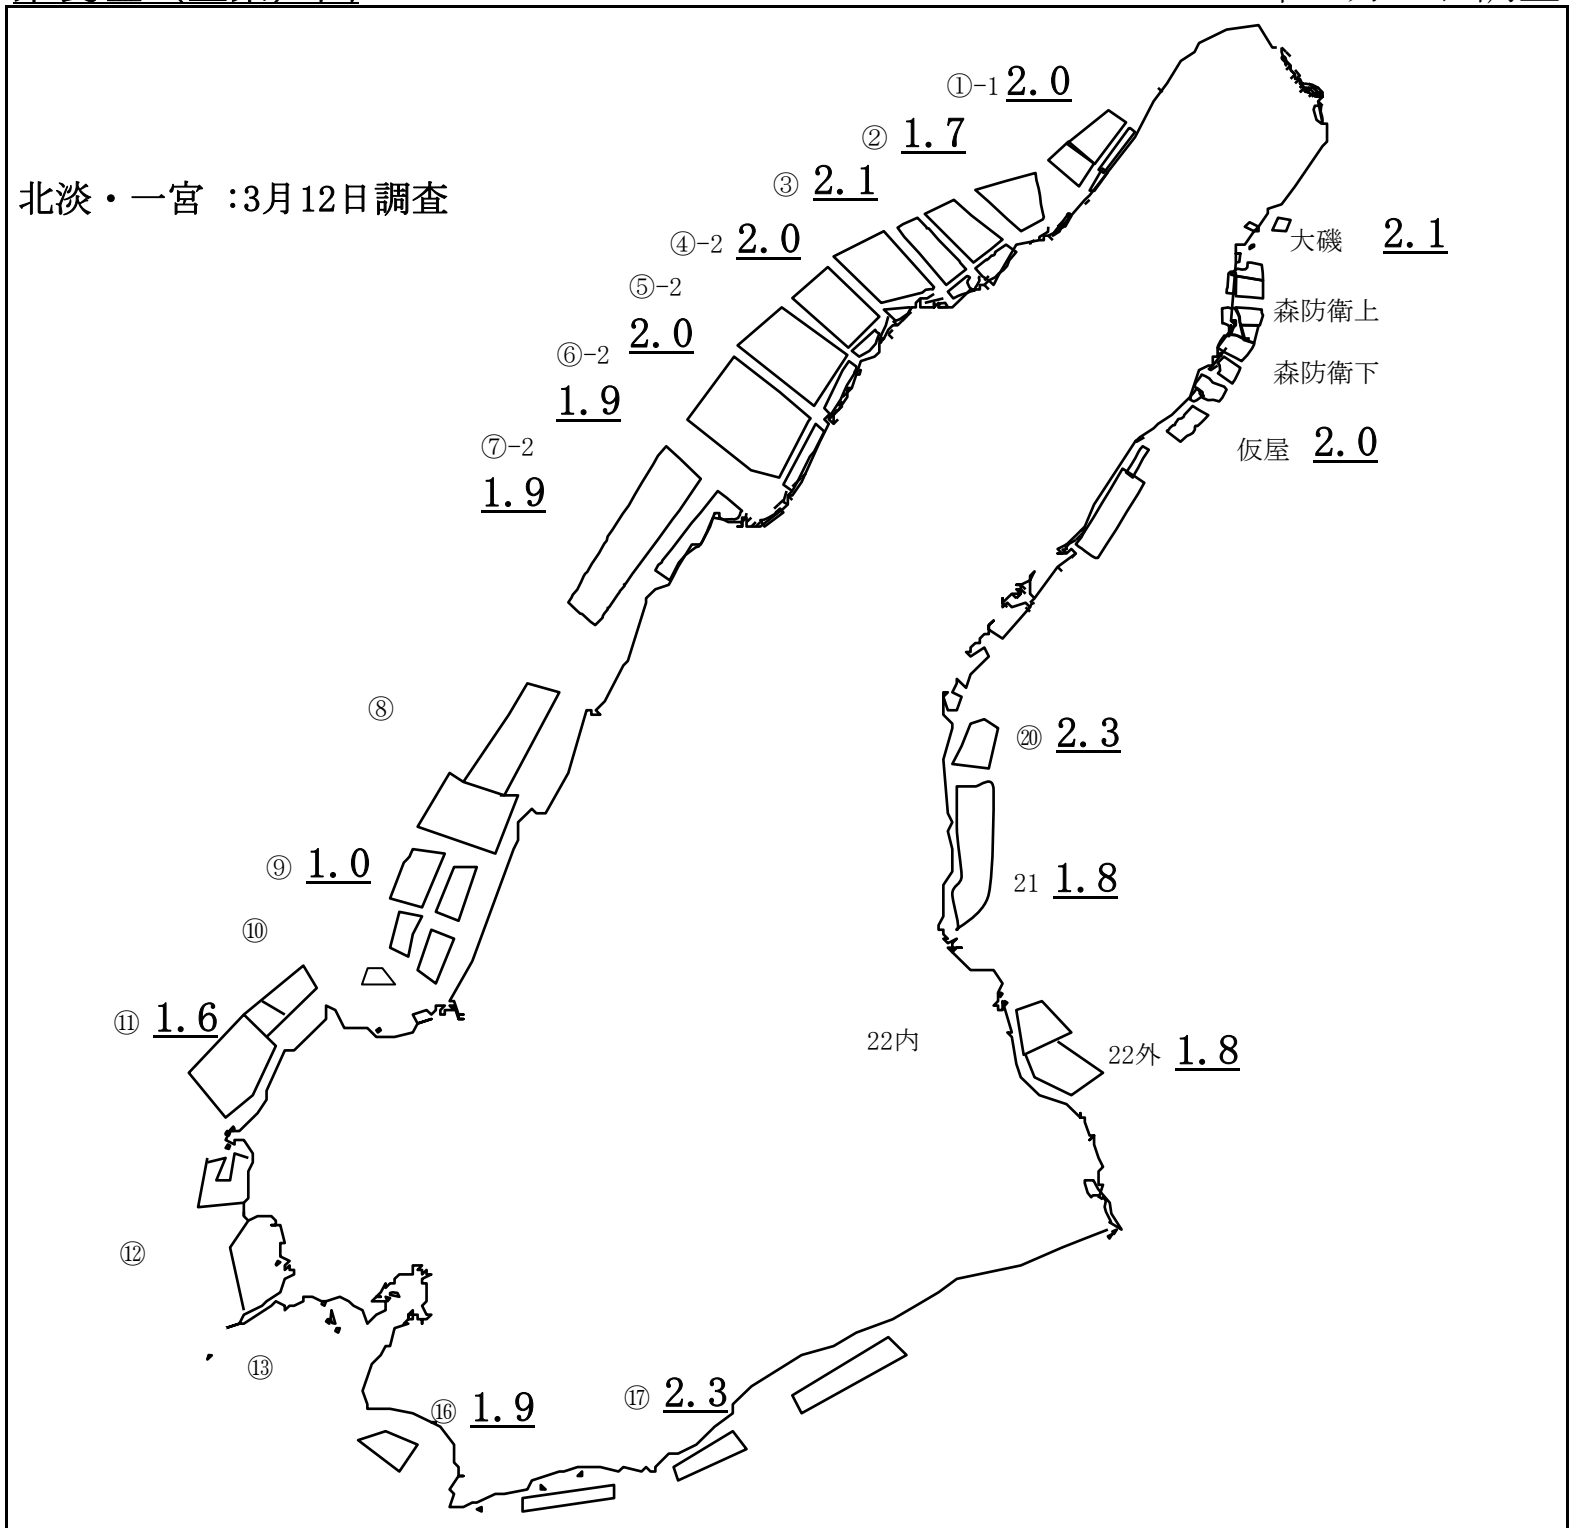 ①-1 2.0
② 1.7
③ 2.1
北淡・一宮 :3月12日調査
④-2 2.0
大磯 2.1
⑤-2
2.0
森防衛上
⑥-2
1.9
森防衛下
⑦-2
1.9
仮屋 2.0
⑧
⑳ 2.3
⑨ 1.0
21 1.8
⑩
⑪ 1.6
22内
22外 1.8
⑫
⑬
⑯ 1.9
⑰ 2.3